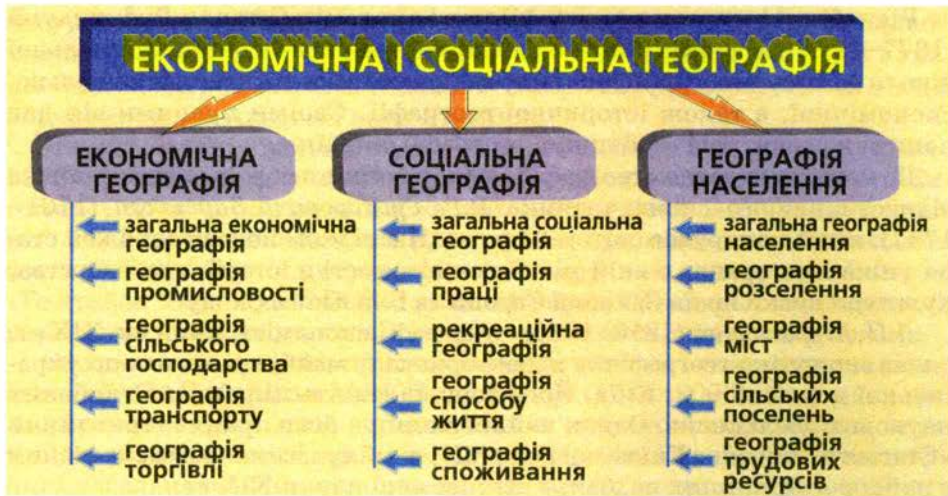 ЕКОНОМІЧНА І СОЦІАЛЬНА ГЕОГРАФІЯ
ЕКОНОМІЧНА
ГЕОГРАФІЯ
загальна економічна
географія
географія
промисловості
географія
сільського
господарства
географія
транспорту
географія
торгівлі
СОЦІАЛЬНА
ГЕОГРАФІЯ
загальна соціальна
географія
географія
праці
рекреаційна
географія
географія
способу
життя
географія
споживання
ГЕОГРАФІЯ
НАСЕЛЕННЯ
загальна географія
населення
географія
розселення
географія
міст
географія
сільських
поселень
географія
трудових
ресурсів